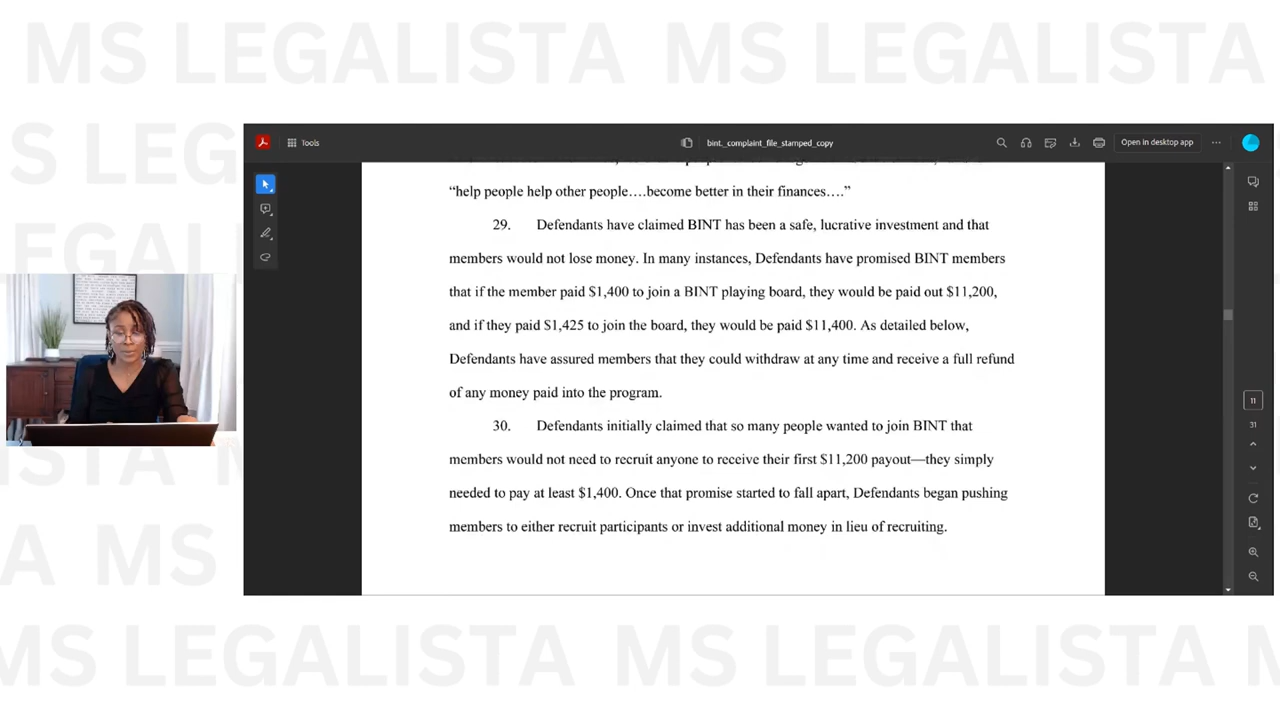 MS LEGALISTA MS LEGALISTA
Tools
bint._complaint_file_stamped_copy
Open in desktop app
“help people help other people….become better in their finances….”
29. Defendants have claimed BINT has been a safe, lucrative investment and that
members would not lose money. In many instances, Defendants have promised BINT members
that if the member paid $1,400 to join a BINT playing board, they would be paid out $11,200,
and if they paid $1,425 to join the board, they would be paid $11,400. As detailed below,
Defendants have assured members that they could withdraw at any time and receive a full refund
of any money paid into the program.
30. Defendants initially claimed that so many people wanted to join BINT that
members would not need to recruit anyone to receive their first $11,200 payout—they simply
needed to pay at least $1,400. Once that promise started to fall apart, Defendants began pushing
members to either recruit participants or invest additional money in lieu of recruiting.
11
31
MS LEGALISTA MS LEGALISTA